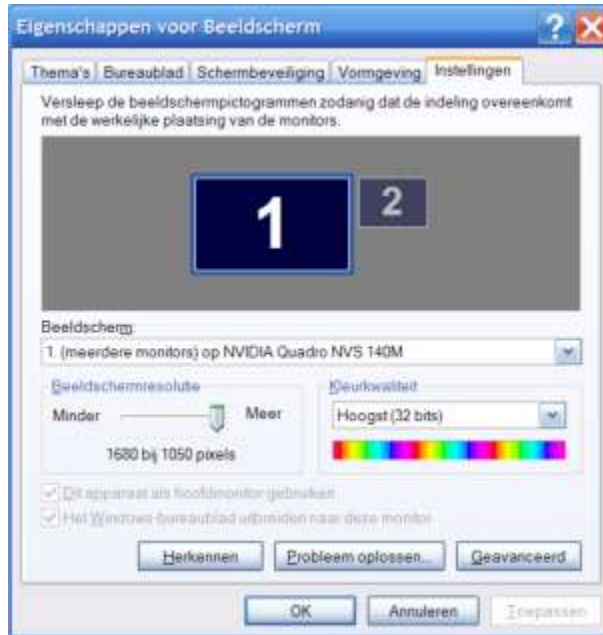 Eigenschappen voor Beeldscherm
Thema's Bureaublad Schermbeveiliging Vormgeving Instellingen
Versleep de beeldschermpictogrammen zodanig dat de indeling overeenkomt
met de werkelijke plaatsing van de monitors.
1 2
Beeldscherm:
1. (meerdere monitors) op NVIDIA Quadro NVS 140M
Beeldschermresolutie
Minder Meer
1680 bij 1050 pixels
Kleurkwaliteit
Hoogst (32 bits)
Dit apparaat als hoofdmonitor gebruiken
Het Windows-bureaublad uitbreiden naar deze monitor
Herkennen Probleem oplossen... Geavanceerd
OK Annuleren Toepassen